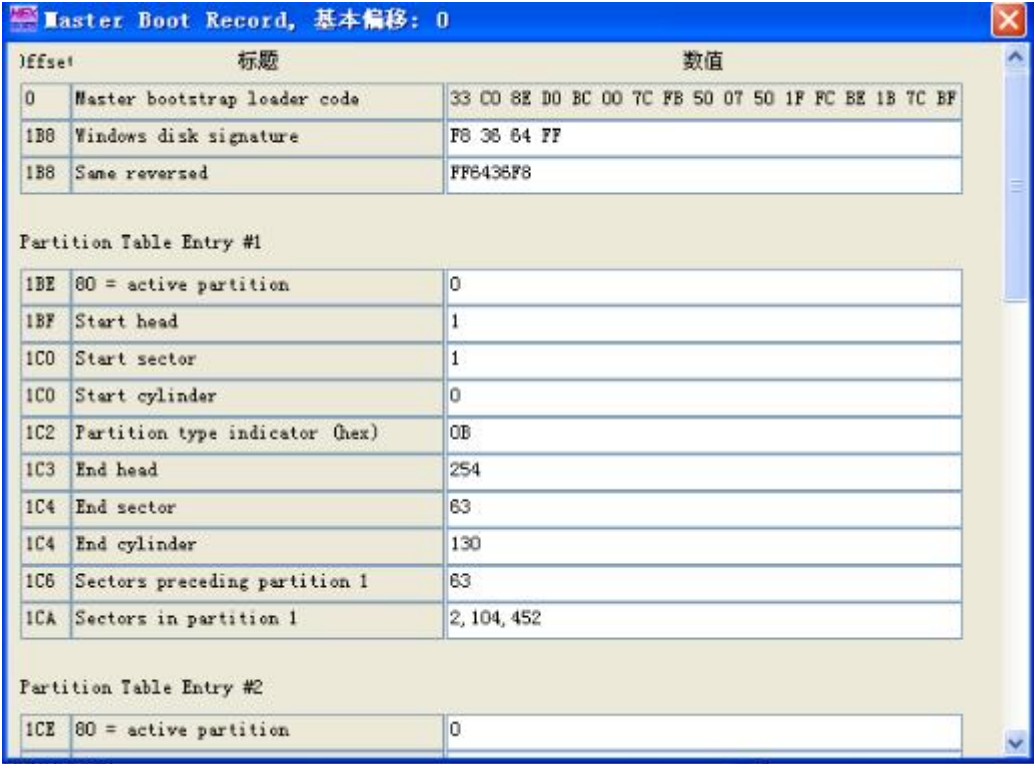 Master Boot Record, 基本偏移: 0
Offset 标题 数值
0 Master bootstrap loader code 33 C0 8E D0 BC 00 7C FB 50 07 50 1F FC BE 1B 7C BF
1B8 Windows disk signature F8 36 64 FF
1B8 Same reversed FF6436F8
Partition Table Entry #1
1BE 80 = active partition 0
1BF Start head 1
1C0 Start sector 1
1C0 Start cylinder 0
1C2 Partition type indicator (hex) 0B
1C3 End head 254
1C4 End sector 63
1C4 End cylinder 130
1C6 Sectors preceding partition 1 63
1CA Sectors in partition 1 2,104,452
Partition Table Entry #2
1CE 80 = active partition 0